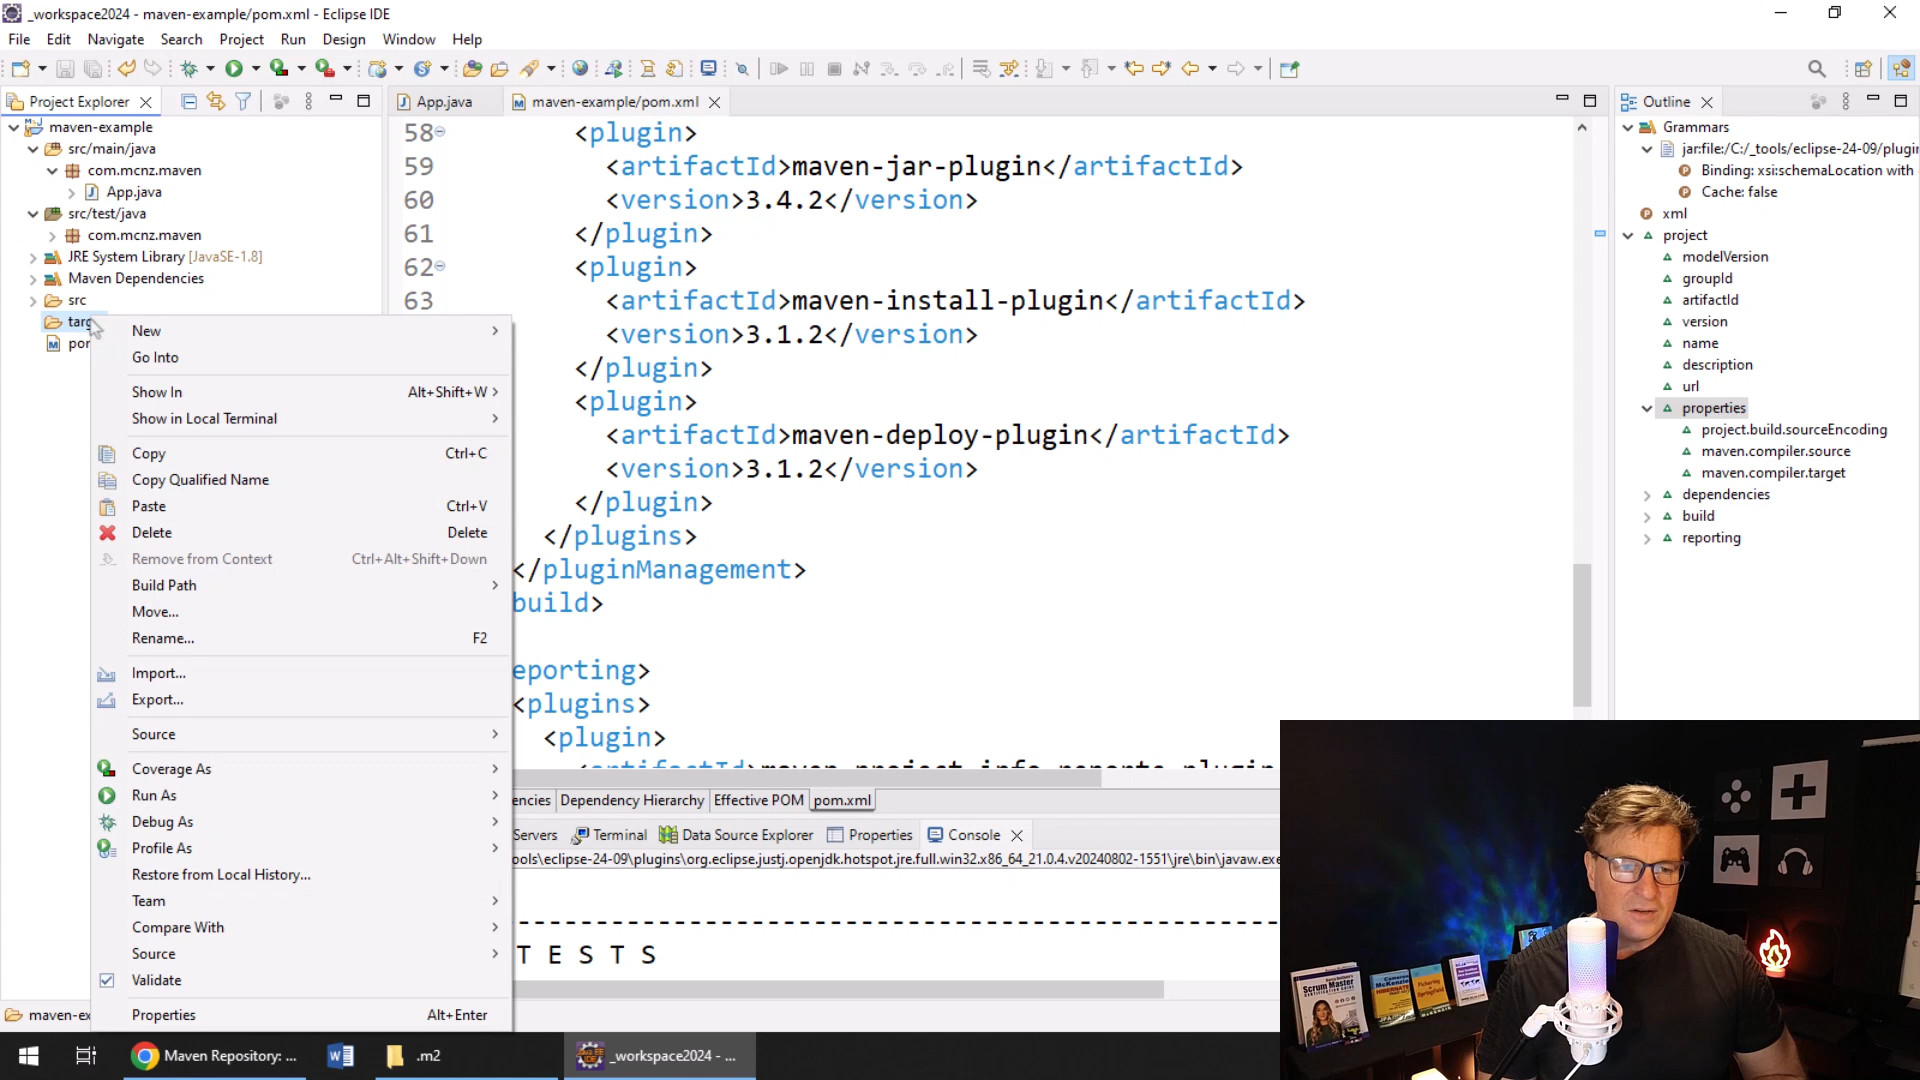 _workspace2024 - maven-example/pom.xml - Eclipse IDE
File Edit Navigate Search Project Run Design Window Help
Project Explorer
maven-example
src/main/java
com.mcnz.maven
App.java
src/test/java
com.mcnz.maven
JRE System Library [JavaSE-1.8]
Maven Dependencies
src
targ
por
maven-ex
New
Go Into
Show In Alt+Shift+W
Show in Local Terminal
Copy Ctrl+C
Copy Qualified Name
Paste Ctrl+V
Delete Delete
Remove from Context Ctrl+Alt+Shift+Down
Build Path
Move...
Rename... F2
Import...
Export...
Source
Coverage As
Run As
Debug As
Profile As
Restore from Local History...
Team
Compare With
Source
Validate
Properties Alt+Enter
App.java maven-example/pom.xml
58 <plugin>
59 <artifactId>maven-jar-plugin</artifactId>
60 <version>3.4.2</version>
61 </plugin>
62 <plugin>
63 <artifactId>maven-install-plugin</artifactId>
<version>3.1.2</version>
</plugin>
<plugin>
<artifactId>maven-deploy-plugin</artifactId>
<version>3.1.2</version>
</plugin>
</plugins>
</pluginManagement>
build>
eporting>
<plugins>
<plugin>
<artifactId>maven-project-info-reports-plugin
encies Dependency Hierarchy Effective POM pom.xml
Servers Terminal Data Source Explorer Properties Console
ools\eclipse-24-09\plugins\org.eclipse.justj.openjdk.hotspot.jre.full.win32.x86_64_21.0.4.v20240802-1551\jre\bin\javaw.exe
-------------------------------------------------
T E S T S
Outline
Grammars
jar:file:/C:/_tools/eclipse-24-09/plugin
Binding: xsi:schemaLocation with
Cache: false
xml
project
modelVersion
groupId
artifactId
version
name
description
url
properties
project.build.sourceEncoding
maven.compiler.source
maven.compiler.target
dependencies
build
reporting
Scrum Master
HIBERNATE
Maven Repository: ... .m2 _workspace2024 - ...